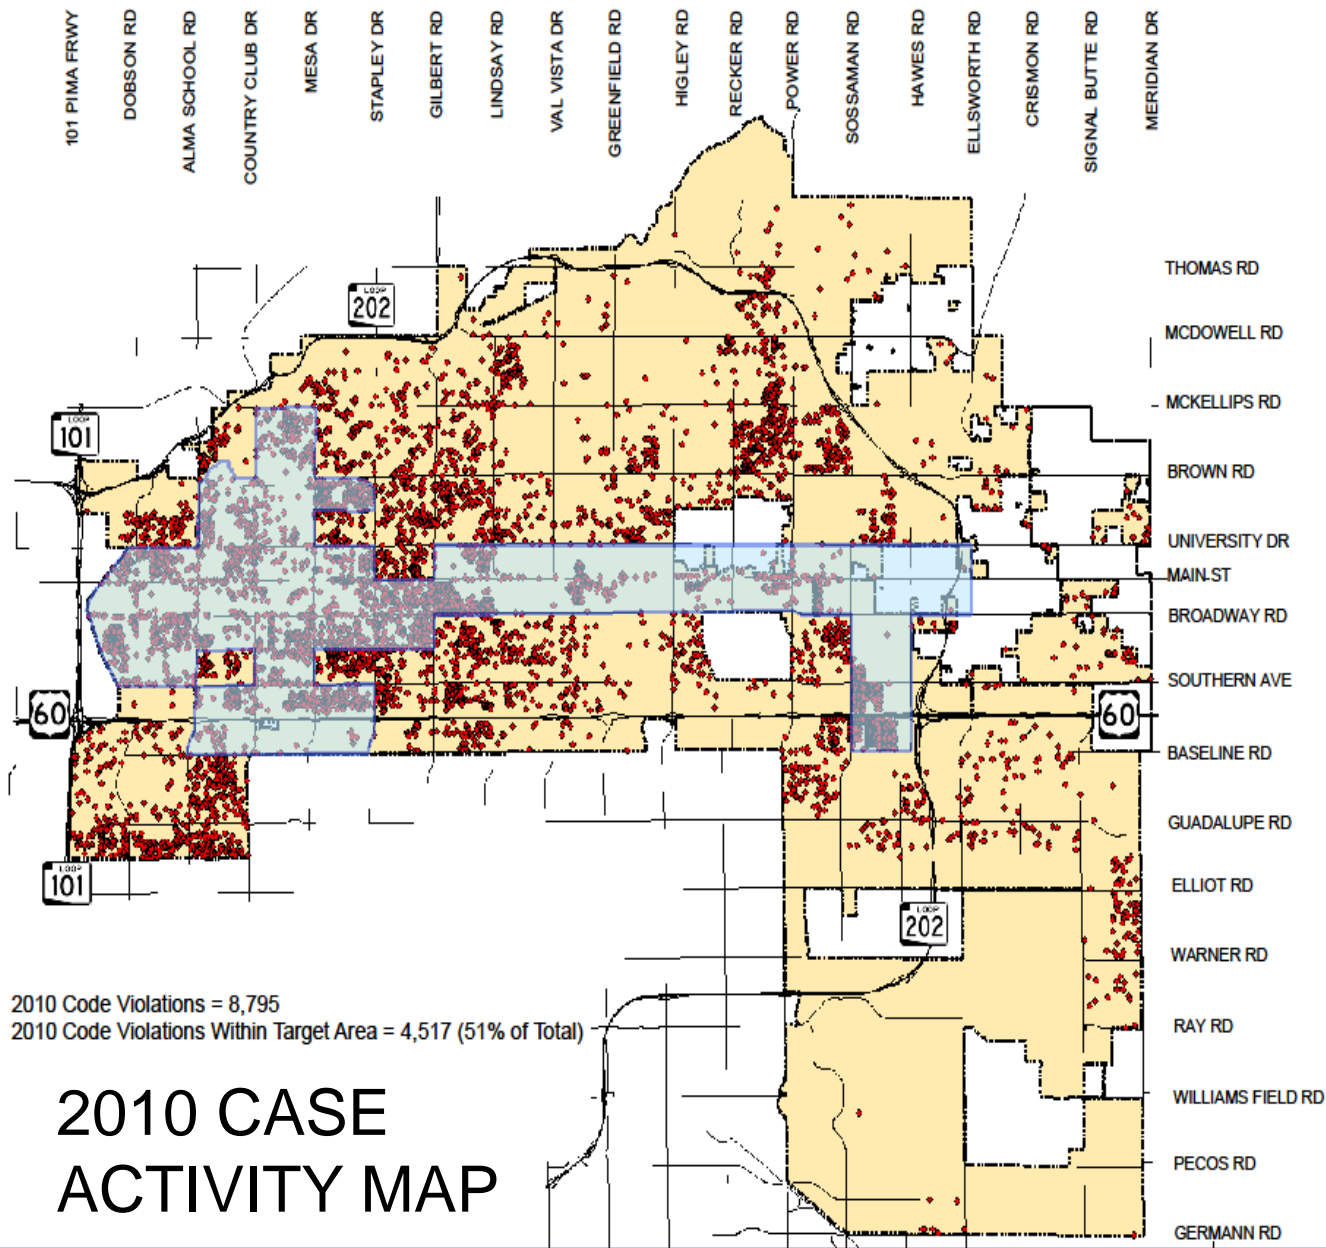 101 PIMA FRWY
DOBSON RD
ALMA SCHOOL RD
COUNTRY CLUB DR
MESA DR
STAPLEY DR
GILBERT RD
LINDSAY RD
VAL VISTA DR
GREENFIELD RD
HIGLEY RD
RECKER RD
POWER RD
SOSSAMAN RD
HAWES RD
ELLSWORTH RD
CRISMON RD
SIGNAL BUTTE RD
MERIDIAN DR
THOMAS RD
LOOP
202
MCDOWELL RD
MCKELLIPS RD
LOOP
101
BROWN RD
UNIVERSITY DR
MAIN ST
BROADWAY RD
SOUTHERN AVE
60
60
BASELINE RD
GUADALUPE RD
LOOP
101
ELLIOT RD
LOOP
202
WARNER RD
2010 Code Violations = 8,795
2010 Code Violations Within Target Area = 4,517 (51% of Total)
RAY RD
WILLIAMS FIELD RD
2010 CASE
ACTIVITY MAP
PECOS RD
GERMANN RD